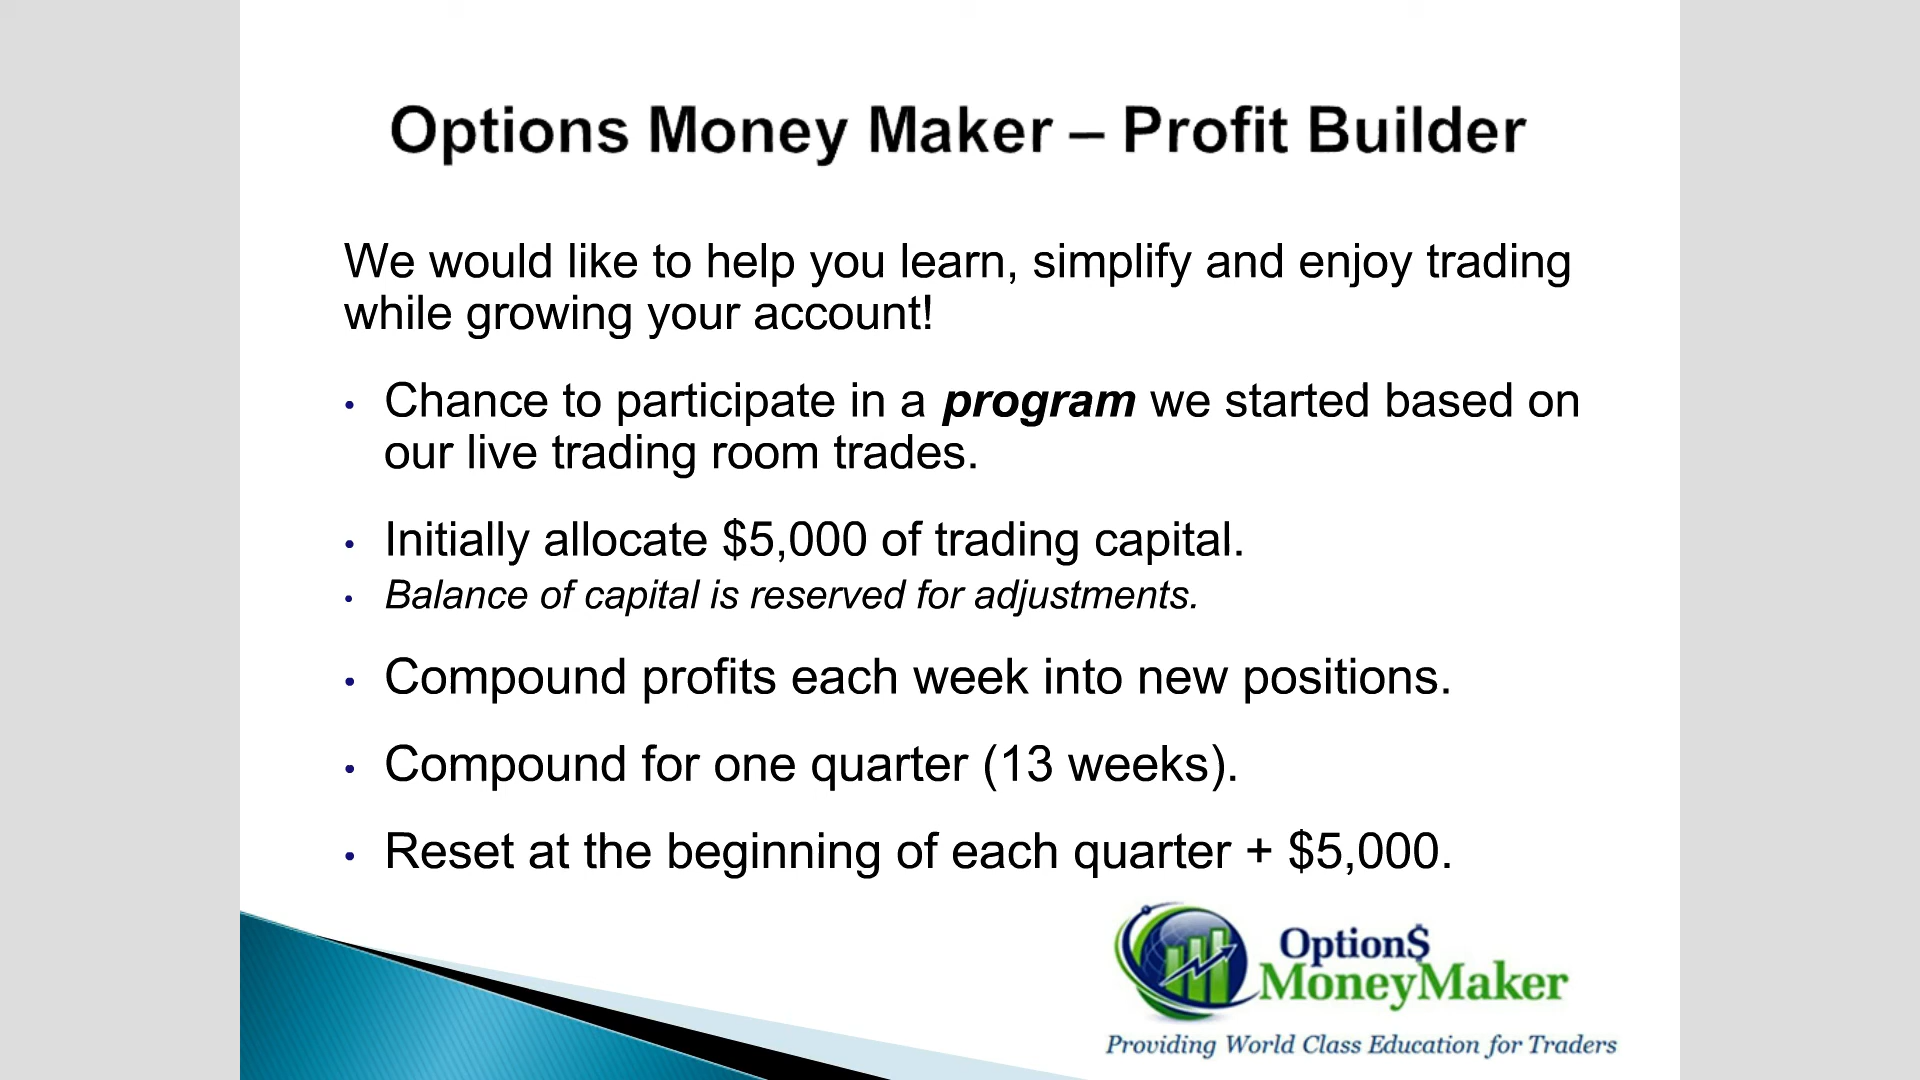 Options Money Maker – Profit Builder
We would like to help you learn, simplify and enjoy trading
while growing your account!
• Chance to participate in a program we started based on
our live trading room trades.
• Initially allocate $5,000 of trading capital.
• Balance of capital is reserved for adjustments.
• Compound profits each week into new positions.
• Compound for one quarter (13 weeks).
• Reset at the beginning of each quarter + $5,000.
Option$
MoneyMaker
Providing World Class Education for Traders